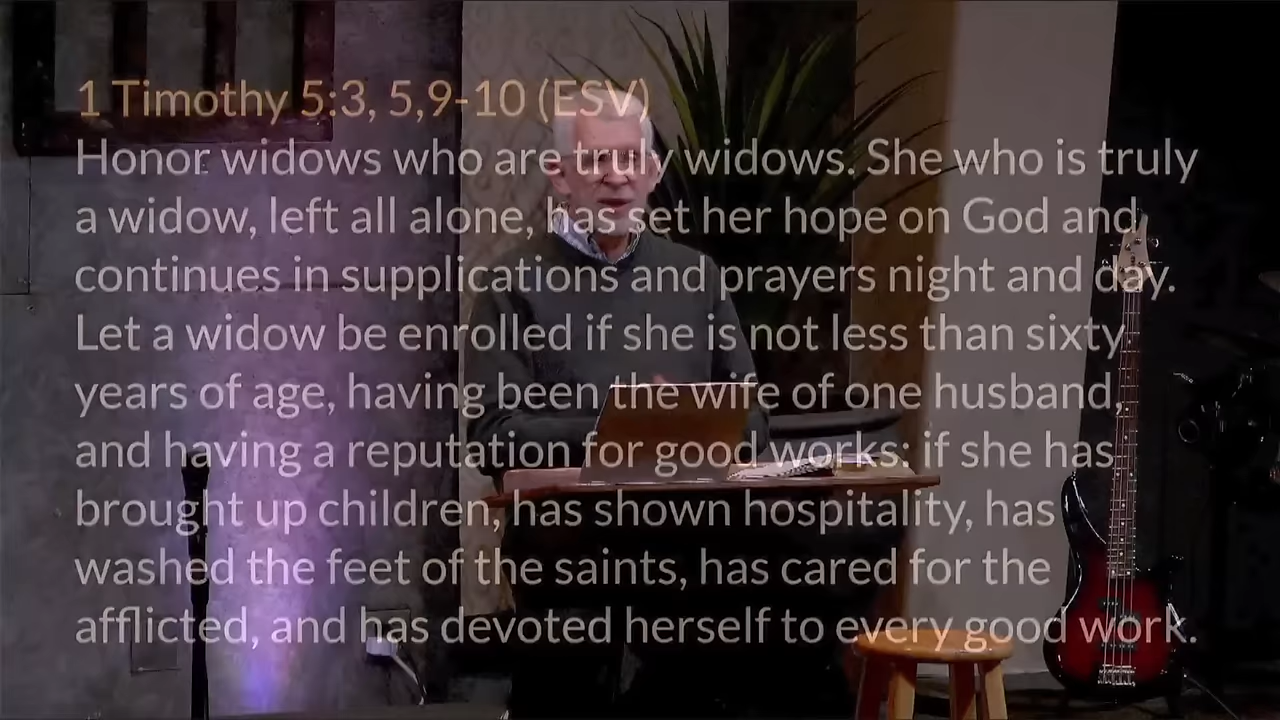 1 Timothy 5:3, 5,9-10 (ESV)
Honor widows who are truly widows. She who is truly
a widow, left all alone, has set her hope on God and
continues in supplications and prayers night and day.
Let a widow be enrolled if she is not less than sixty
years of age, having been the wife of one husband,
and having a reputation for good works: if she has
brought up children, has shown hospitality, has
washed the feet of the saints, has cared for the
afflicted, and has devoted herself to every good work.